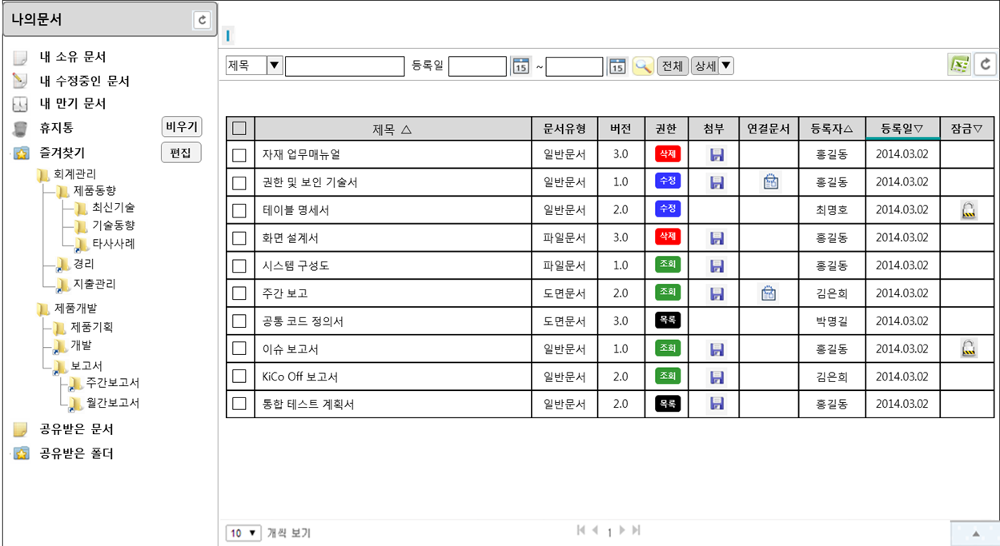 나의문서
내 소유 문서
내 수정중인 문서
내 만기 문서
휴지통 비우기
즐겨찾기 편집
회계관리
제품동향
최신기술
기술동향
타사사례
경리
지출관리
제품개발
제품기획
개발
보고서
주간보고서
월간보고서
공유받은 문서
공유받은 폴더
제목 ▼ 등록일 15 ~ 15 전체 상세 ▼
제목 △ 문서유형 버전 권한 첨부 연결문서 등록자△ 등록일▽ 잠금▽
자재 업무매뉴얼 일반문서 3.0 삭제 홍길동 2014.03.02
권한 및 보인 기술서 일반문서 1.0 수정 홍길동 2014.03.02
테이블 명세서 일반문서 2.0 수정 최명호 2014.03.02
화면 설계서 파일문서 3.0 삭제 홍길동 2014.03.02
시스템 구성도 파일문서 1.0 조회 홍길동 2014.03.02
주간 보고 도면문서 2.0 조회 김은희 2014.03.02
공통 코드 정의서 도면문서 3.0 목록 박명길 2014.03.02
이슈 보고서 일반문서 1.0 조회 홍길동 2014.03.02
KiCo Off 보고서 일반문서 2.0 조회 김은희 2014.03.02
통합 테스트 계획서 일반문서 2.0 목록 홍길동 2014.03.02
10 ▼ 개씩 보기 1